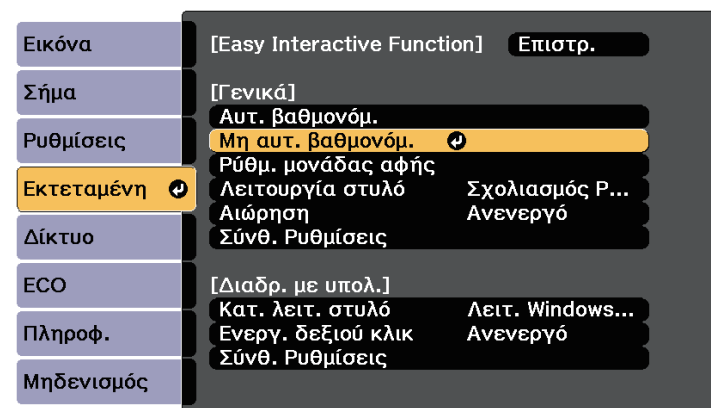 Εικόνα
Σήμα
Ρυθμίσεις
Εκτεταμένη
Δίκτυο
ECO
Πληροφ.
Μηδενισμός
[Easy Interactive Function] Επιστρ.
[Γενικά]
Αυτ. βαθμονόμ.
Μη αυτ. βαθμονόμ.
Ρύθμ. μονάδας αφής
Λειτουργία στυλό Σχολιασμός P...
Αιώρηση Ανενεργό
Σύνθ. Ρυθμίσεις
[Διαδρ. με υπολ.]
Κατ. λειτ. στυλό Λειτ. Windows...
Ενεργ. δεξιού κλικ Ανενεργό
Σύνθ. Ρυθμίσεις